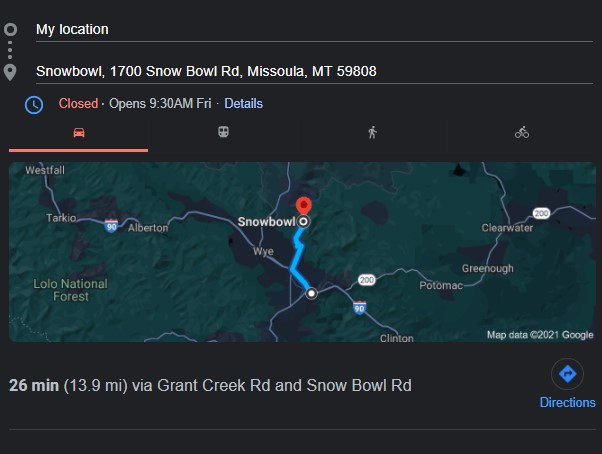 My location
Snowbowl, 1700 Snow Bowl Rd, Missoula, MT 59808
Closed · Opens 9:30AM Fri · Details
Westfall
Tarkio
90
Alberton
Snowbowl
200
Clearwater
Wye
Lolo National
Forest
Greenough
200
Potomac
90
Clinton
Map data ©2021 Google
26 min (13.9 mi) via Grant Creek Rd and Snow Bowl Rd
Directions